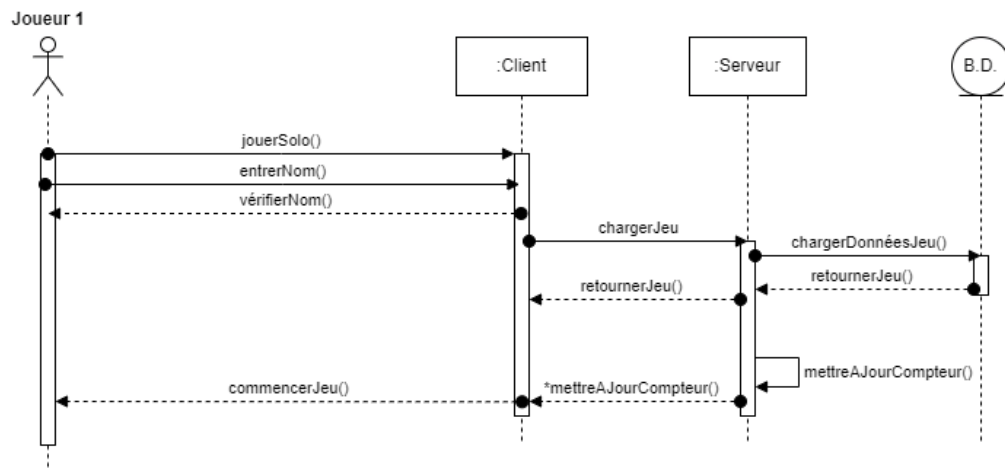 Joueur 1
:Client
:Serveur
B.D.
jouerSolo()
entrerNom()
vérifierNom()
chargerJeu
chargerDonnéesJeu()
retournerJeu()
retournerJeu()
mettreAJourCompteur()
commencerJeu()
*mettreAJourCompteur()